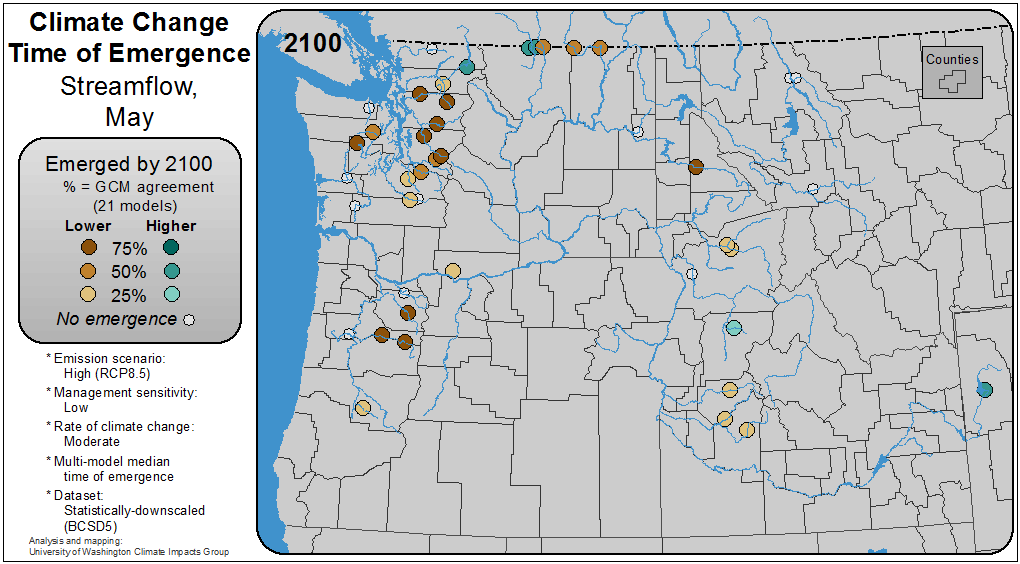 Climate Change
Time of Emergence
Streamflow,
May
Emerged by 2100
% = GCM agreement
(21 models)
Lower Higher
75%
50%
25%
No emergence
* Emission scenario:
High (RCP8.5)
* Management sensitivity:
Low
* Rate of climate change:
Moderate
* Multi-model median
time of emergence
* Dataset:
Statistically-downscaled
(BCSD5)
Analysis and mapping:
University of Washington Climate Impacts Group
2100
Counties